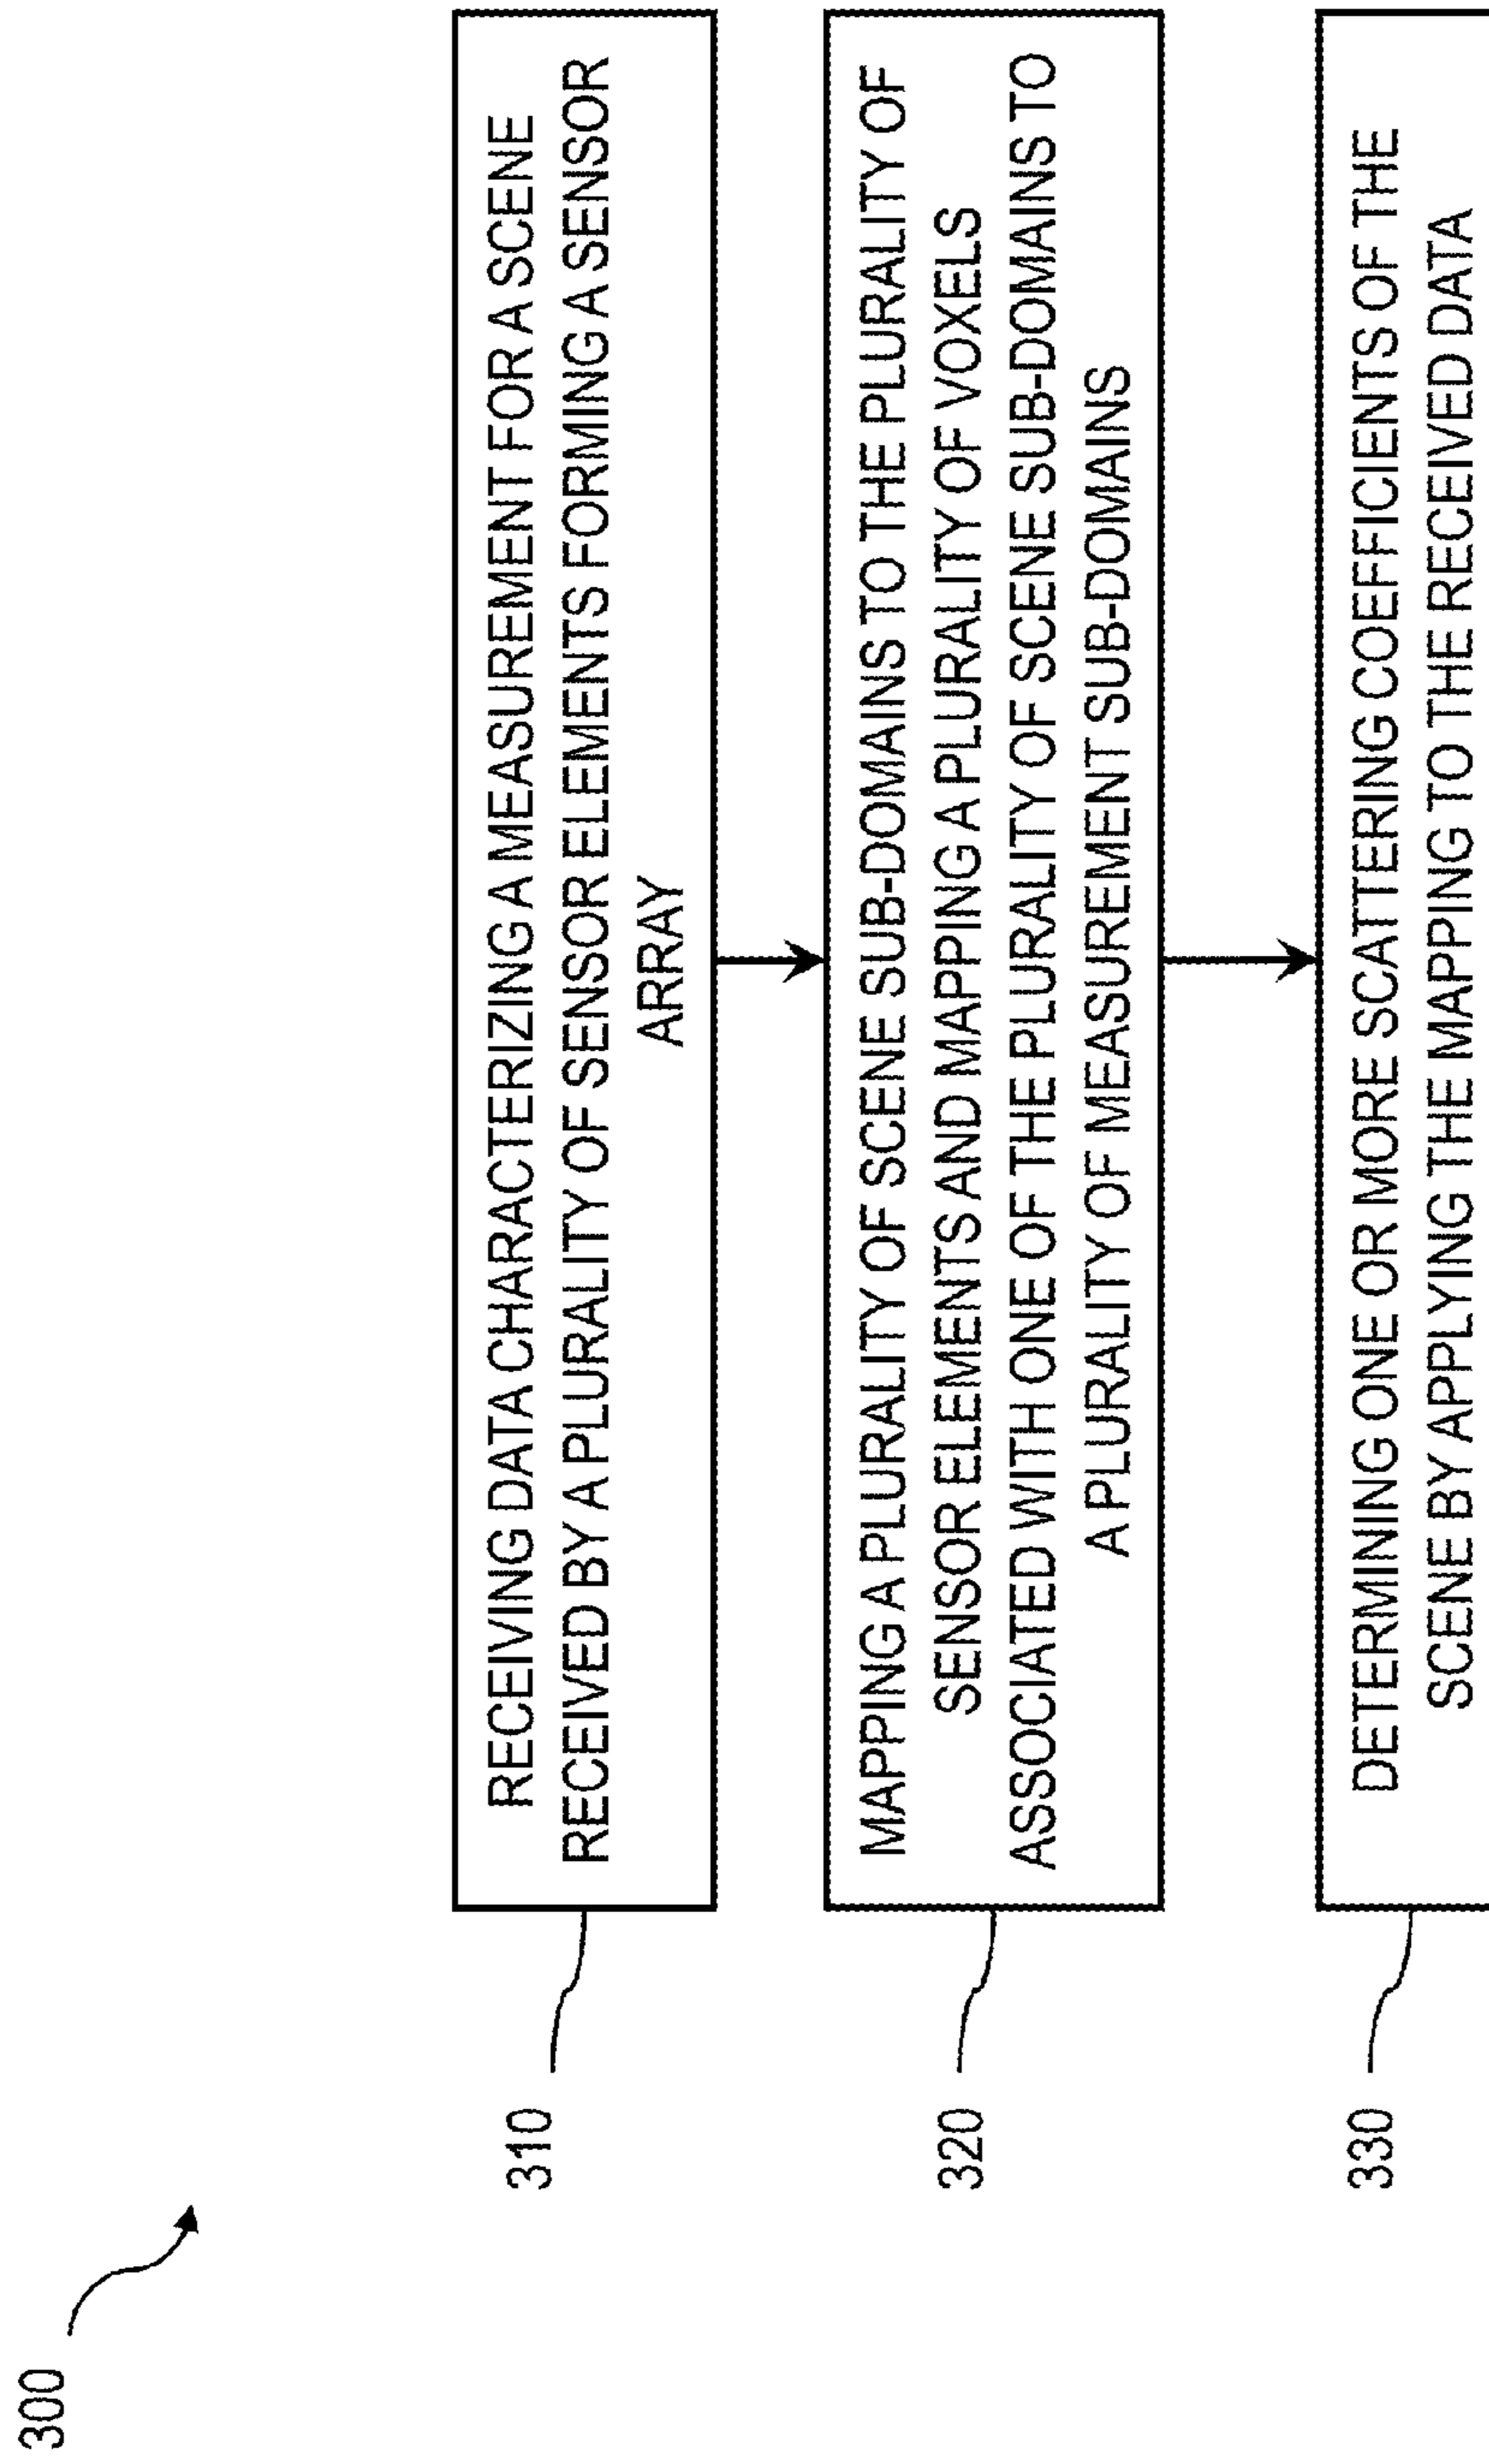 300
310
RECEIVING DATA CHARACTERIZING A MEASUREMENT FOR A SCENE
RECEIVED BY A PLURALITY OF SENSOR ELEMENTS FORMING A SENSOR
ARRAY
320
MAPPING A PLURALITY OF SCENE SUB-DOMAINS TO THE PLURALITY OF
SENSOR ELEMENTS AND MAPPING A PLURALITY OF VOXELS
ASSOCIATED WITH ONE OF THE PLURALITY OF SCENE SUB-DOMAINS TO
A PLURALITY OF MEASUREMENT SUB-DOMAINS
330
DETERMINING ONE OR MORE SCATTERING COEFFICIENTS OF THE
SCENE BY APPLYING THE MAPPING TO THE RECEIVED DATA